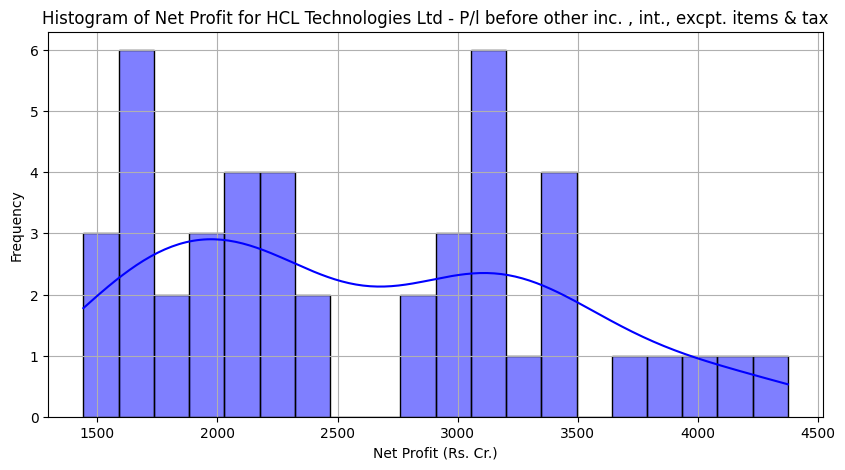 Histogram of Net Profit for HCL Technologies Ltd - P/l before other inc. , int., excpt. items & tax
6
5
4
3
2
1
0
Frequency
1500 2000 2500 3000 3500 4000 4500
Net Profit (Rs. Cr.)